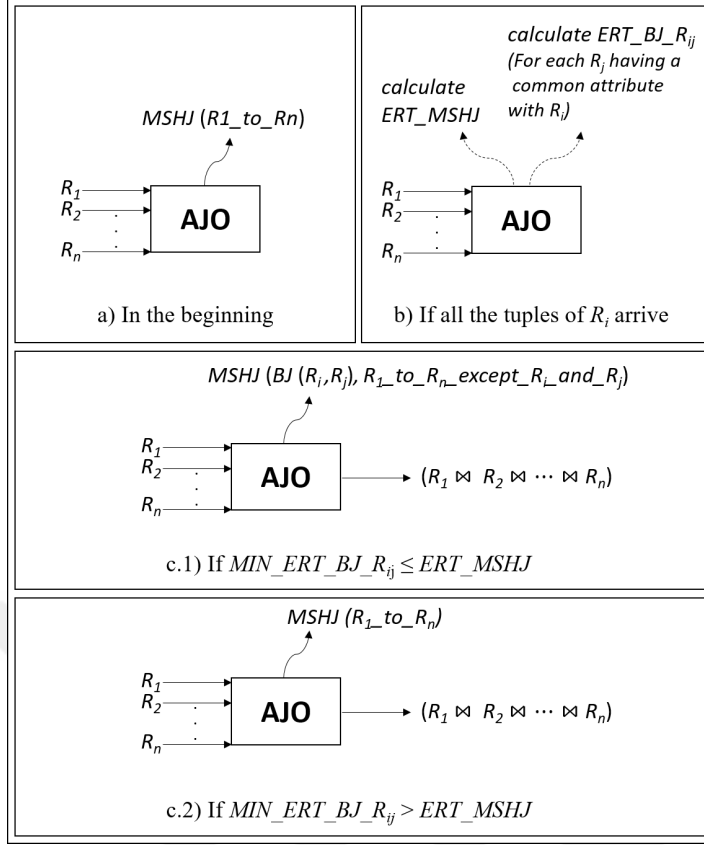 MSHJ (R1_to_Rn)
R₁
R₂
.
.
.
Rₙ
AJO
a) In the beginning
calculate ERT_BJ_Rᵢⱼ
(For each Rⱼ having a
common attribute
with Rᵢ)
calculate
ERT_MSHJ
R₁
R₂
.
.
.
Rₙ
AJO
b) If all the tuples of Rᵢ arrive
MSHJ (BJ (Rᵢ,Rⱼ), R₁_to_Rₙ_except_Rᵢ_and_Rⱼ)
R₁
R₂
.
.
.
Rₙ
AJO
(R₁ ⋈ R₂ ⋈ ⋯ ⋈ Rₙ)
c.1) If MIN_ERT_BJ_Rᵢⱼ ≤ ERT_MSHJ
MSHJ (R₁_to_Rₙ)
R₁
R₂
.
.
.
Rₙ
AJO
(R₁ ⋈ R₂ ⋈ ⋯ ⋈ Rₙ)
c.2) If MIN_ERT_BJ_Rᵢⱼ > ERT_MSHJ